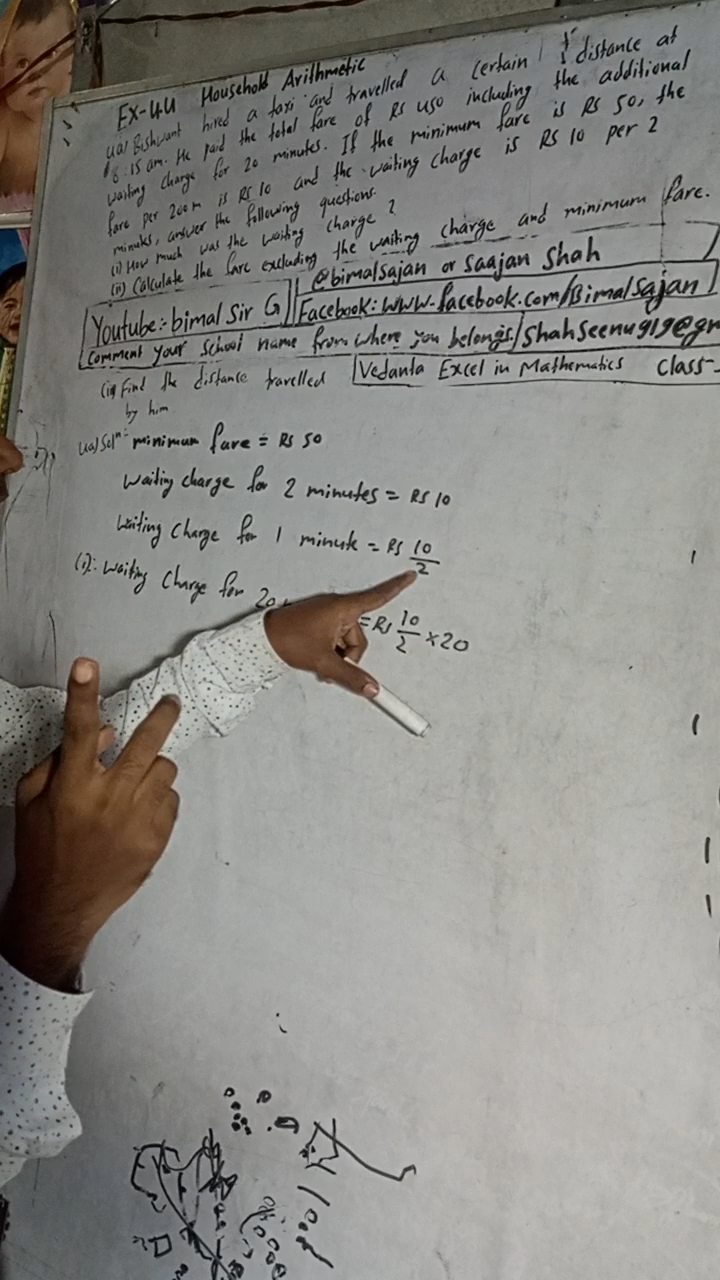 Ex-4.4 Household Arithmetic
4a) Bishwant hired a taxi and travelled a certain distance at
6:15 am. He paid the total fare of Rs 450 including the additional
waiting charge for 20 minutes. If the minimum fare is Rs 50, the
fare per 200 m is Rs 10 and the waiting charge is Rs 10 per 2
minutes, answer the following questions.
(i) How much was the waiting charge?
(ii) Calculate the fare excluding the waiting charge and minimum fare.
@bimalsajan or Saajan Shah
Youtube:- bimal Sir G
Facebook: www.facebook.com/Bimalsajan
Comment your school name from where you belongs/shahseenu919@gm
(iii) Find the distance travelled
by him
Vedanta Excel in Mathematics Class-
4a) Solⁿ:- minimum fare = Rs 50
Waiting charge for 2 minutes = Rs 10
Waiting charge for 1 minute = Rs 10/2
(i): Waiting Charge for 20
= Rs 10/2 × 20